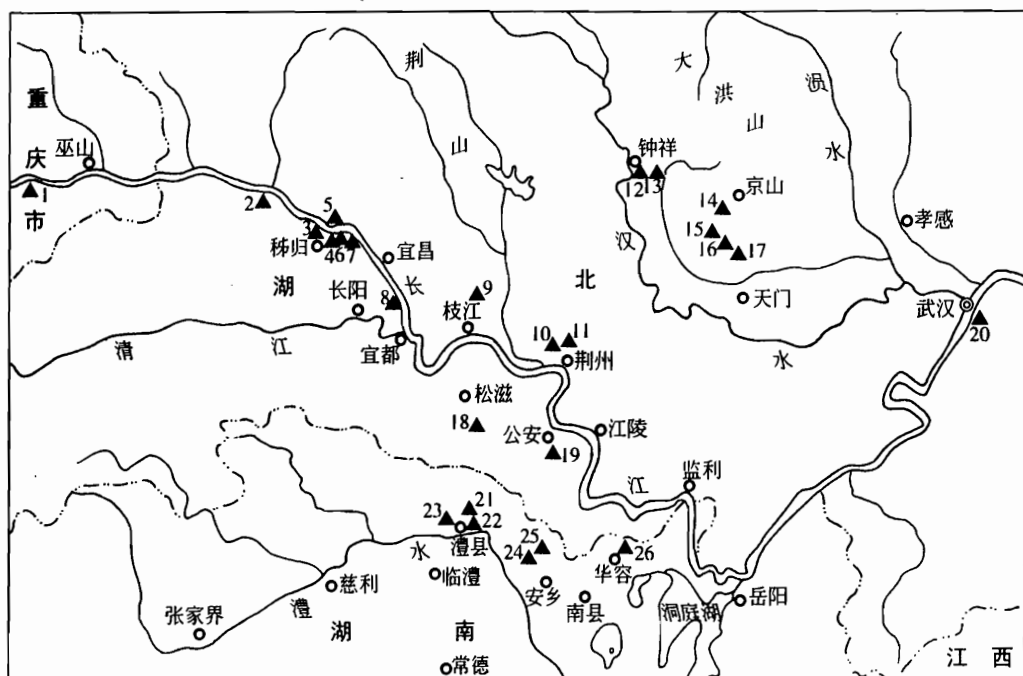 重
庆
市
巫山
1
2
3
4
6
7
5
秭归
宜昌
荆
山
湖
北
长阳
长
8
9
枝江
清
江
宜都
10
11
荆州
松滋
18
公安
19
江陵
江
监利
大
洪
山
涢
水
钟祥
12
13
京山
14
15
16
17
汉
水
天门
孝感
武汉
20
21
22
23
澧县
水
澧
临澧
慈利
张家界
湖
南
常德
24
25
安乡
南县
26
华容
洞庭湖
岳阳
江 西